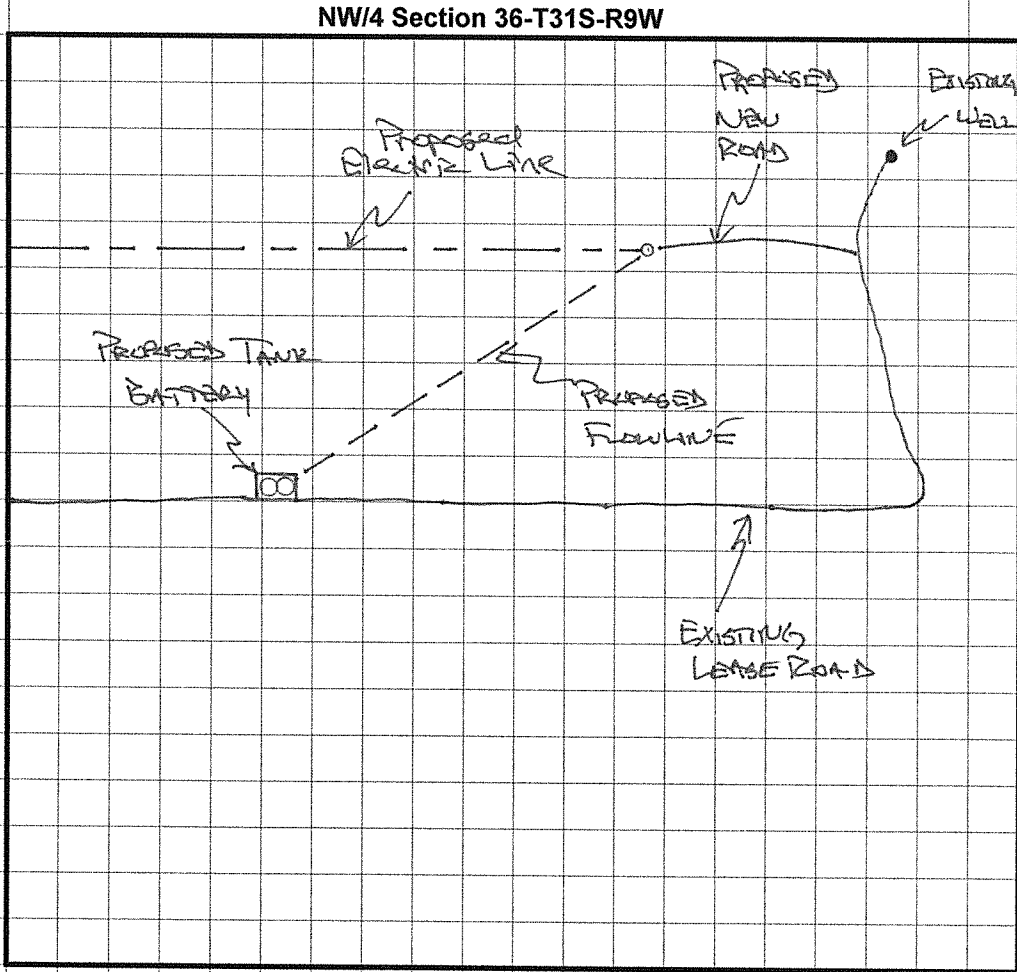 NW/4 Section 36-T31S-R9W
PROPOSED
NEW
ROAD
EXISTING
WELL
Proposed
Electric Line
PROPOSED TANK
BATTERY
PROPOSED
FLOWLINE
EXISTING
LEASE ROAD